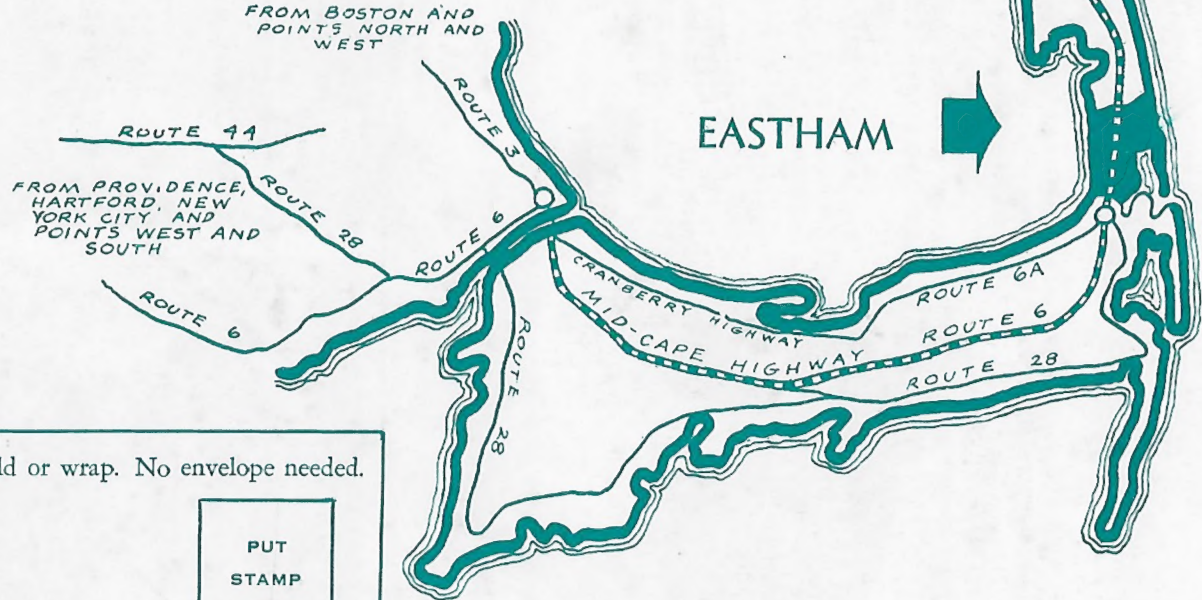 FROM BOSTON AND
POINTS NORTH AND
WEST
ROUTE 3
ROUTE 44
EASTHAM
FROM PROVIDENCE,
HARTFORD, NEW
YORK CITY AND
POINTS WEST AND
SOUTH
ROUTE 28
ROUTE 6
ROUTE 6
CRANBERRY HIGHWAY
ROUTE 6A
MID-CAPE HIGHWAY
ROUTE 6
ROUTE 28
ROUTE 28
or wrap. No envelope needed.
PUT
STAMP